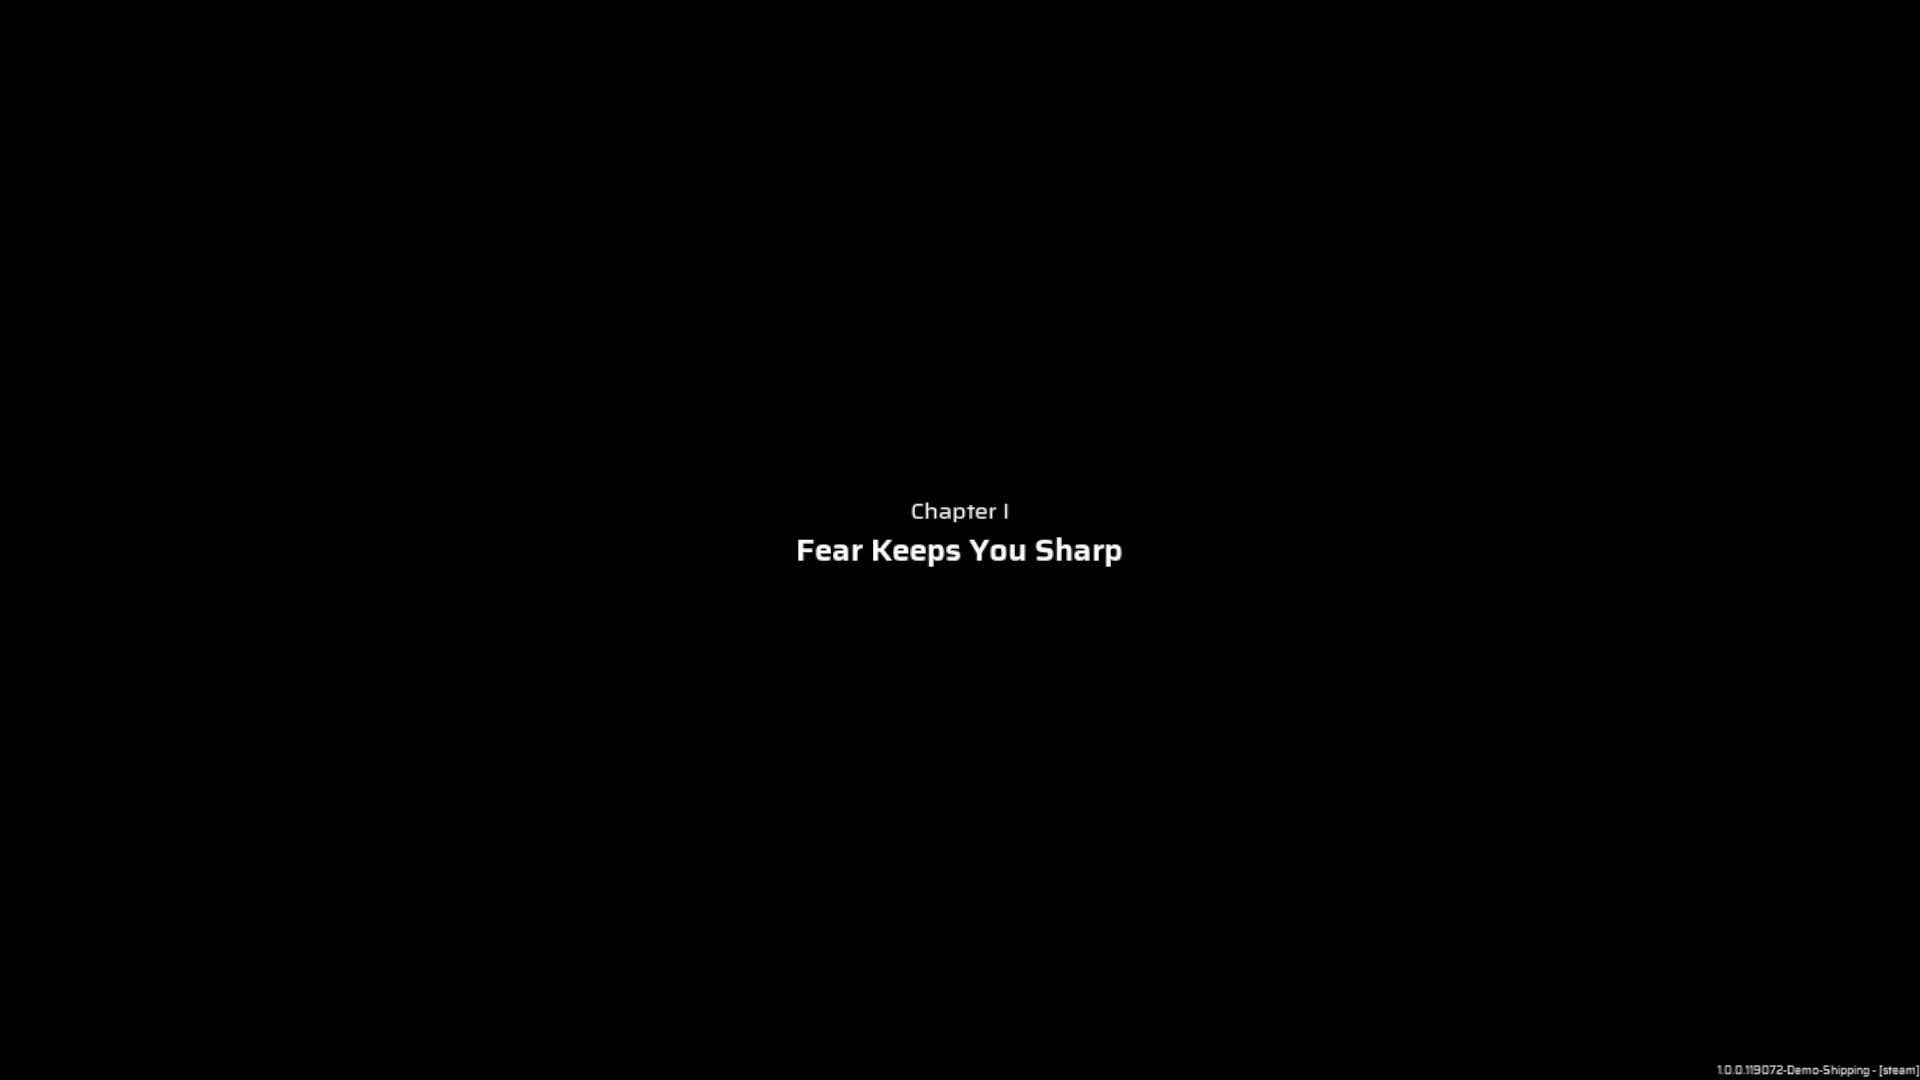 Chapter I
Fear Keeps You Sharp
1.0.0.119072-Demo-Shipping - [steam]